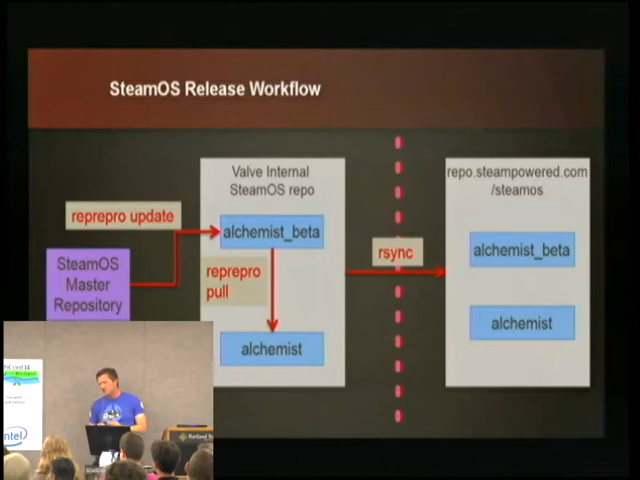 SteamOS Release Workflow
Valve Internal
SteamOS repo
repo.steampowered.com
/steamos
reprepro update
alchemist_beta
alchemist_beta
rsync
SteamOS
Master
Repository
reprepro
pull
alchemist
alchemist
ntel